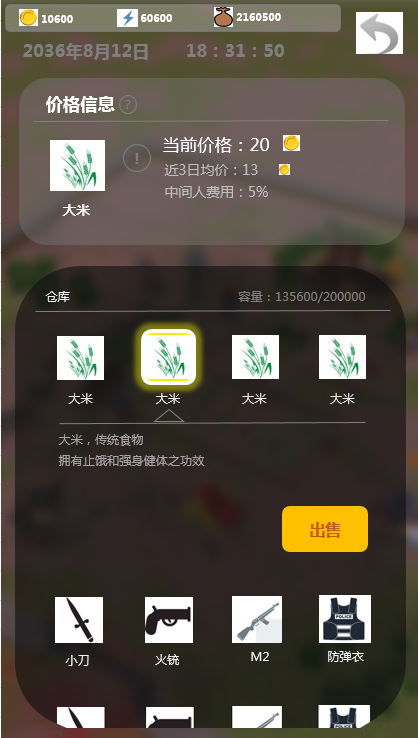 10600 60600 2160500
2036年8月12日 18：31：50
价格信息 ?
! 当前价格：20
近3日均价：13
中间人费用：5%
大米
仓库 容量：135600/200000
大米 大米 大米 大米
大米，传统食物
拥有止饿和强身健体之功效
出售
POLICE
小刀 火铳 M2 防弹衣